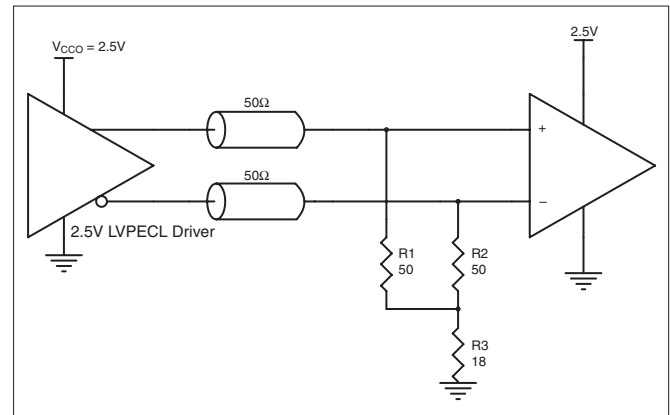 V_CCO = 2.5V
2.5V
50Ω
+
50Ω
−
2.5V LVPECL Driver
R1
50
R2
50
R3
18